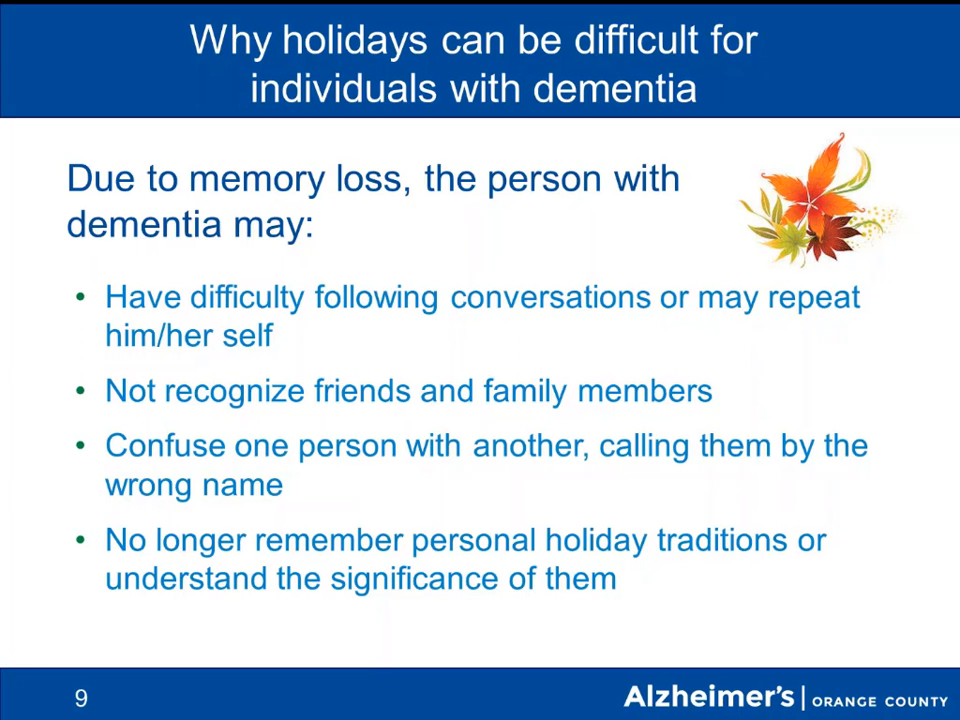 Why holidays can be difficult for
individuals with dementia
Due to memory loss, the person with
dementia may:
• Have difficulty following conversations or may repeat
him/her self
• Not recognize friends and family members
• Confuse one person with another, calling them by the
wrong name
• No longer remember personal holiday traditions or
understand the significance of them
9
Alzheimer's | ORANGE COUNTY